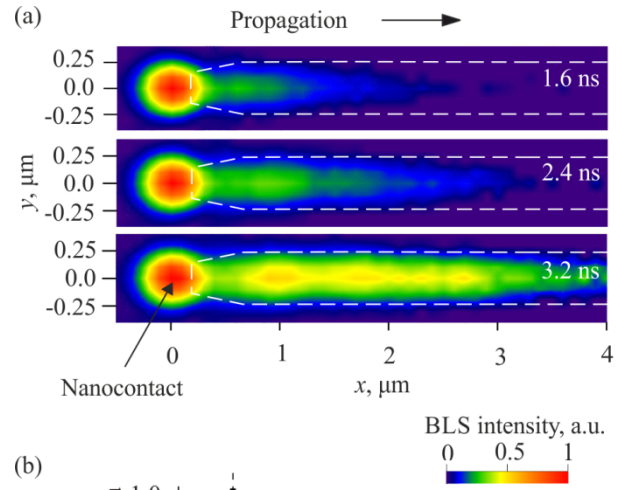 (a)
Propagation
0.25
0.0
-0.25
1.6 ns
0.25
0.0
-0.25
2.4 ns
y, μm
0.25
0.0
-0.25
3.2 ns
0 1 2 3 4
Nanocontact
x, μm
BLS intensity, a.u.
0 0.5 1
(b)
1.0